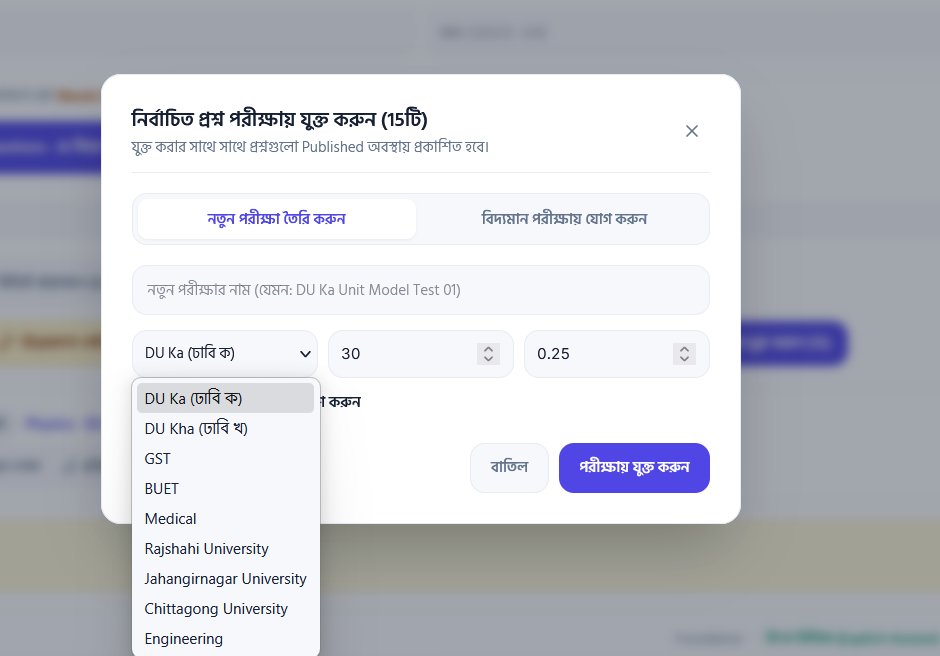 নির্বাচিত প্রশ্ন পরীক্ষায় যুক্ত করুন (15টি)
যুক্ত করার সাথে সাথে প্রশ্নগুলো Published অবস্থায় প্রকাশিত হবে।
নতুন পরীক্ষা তৈরি করুন
বিদ্যমান পরীক্ষায় যোগ করুন
নতুন পরীক্ষার নাম (যেমন: DU Ka Unit Model Test 01)
DU Ka (ঢাবি ক)
30
0.25
করুন
DU Ka (ঢাবি ক)
DU Kha (ঢাবি খ)
GST
BUET
Medical
Rajshahi University
Jahangirnagar University
Chittagong University
Engineering
বাতিল
পরীক্ষায় যুক্ত করুন